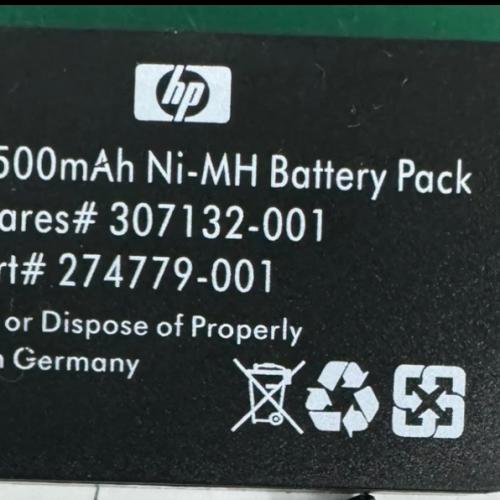 hp
500mAh Ni-MH Battery Pack
ares# 307132-001
rt# 274779-001
or Dispose of Properly
n Germany